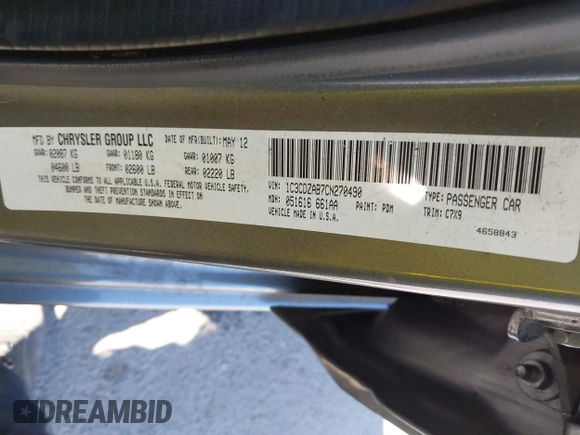 MFD BY CHRYSLER GROUP LLC DATE OF MFR(BUILT): MAY 12
GVWR: 02087 KG GAWR: 01180 KG GAWR: 01007 KG
04600 LB FRONT: 02600 LB REAR: 02220 LB
THIS VEHICLE CONFORMS TO ALL APPLICABLE U.S.A. FEDERAL MOTOR VEHICLE SAFETY,
BUMPER AND THEFT PREVENTION STANDARDS IN EFFECT
ON THE DATE OF MANUFACTURE SHOWN ABOVE.
VIN: 1C3CDZAB7CN270490 TYPE: PASSENGER CAR
MDH: 051616 661AA PAINT: PDM TRIM: C7X9
MADE IN U.S.A.
4658843
DREAMBID